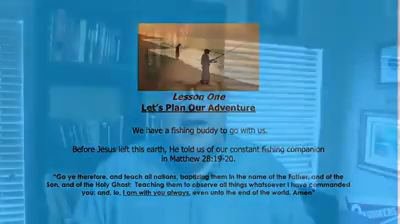 Lesson One
Let's Plan Our Adventure
We have a fishing buddy to go with us.
Before Jesus left this earth, He told us of our constant fishing companion
in Matthew 28:19-20.
"Go ye therefore, and teach all nations, baptizing them in the name of the Father, and of the
Son, and of the Holy Ghost: Teaching them to observe all things whatsoever I have commanded
you: and, lo, I am with you always, even unto the end of the world. Amen"